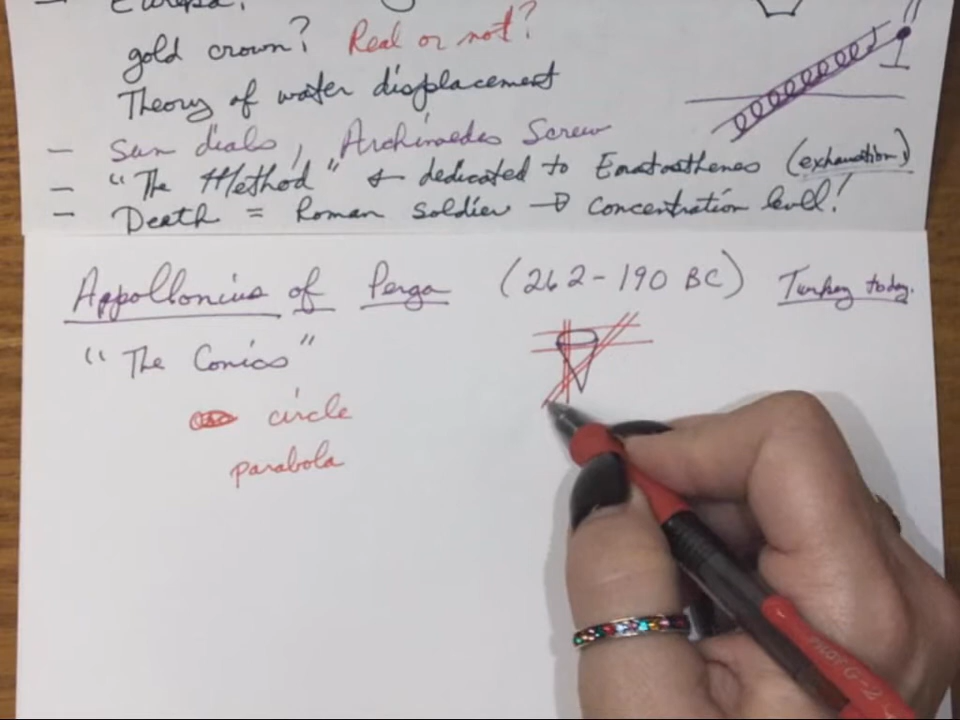 - Eureka!
gold crown? Real or not?
Theory of water displacement
- Sun dials, Archimedes Screw
- "The Method" dedicated to Eratosthenes (exhaustion)
- Death = Roman soldier → concentration level!
Appollonius of Perga (262-190 BC) Turkey today.
"The Conics"
circle
parabola